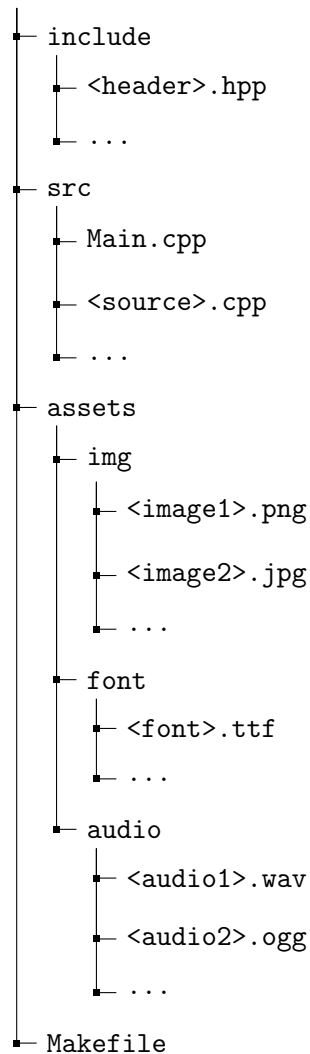 include
<header>.hpp
...
src
Main.cpp
<source>.cpp
...
assets
img
<image1>.png
<image2>.jpg
...
font
<font>.ttf
...
audio
<audio1>.wav
<audio2>.ogg
...
Makefile